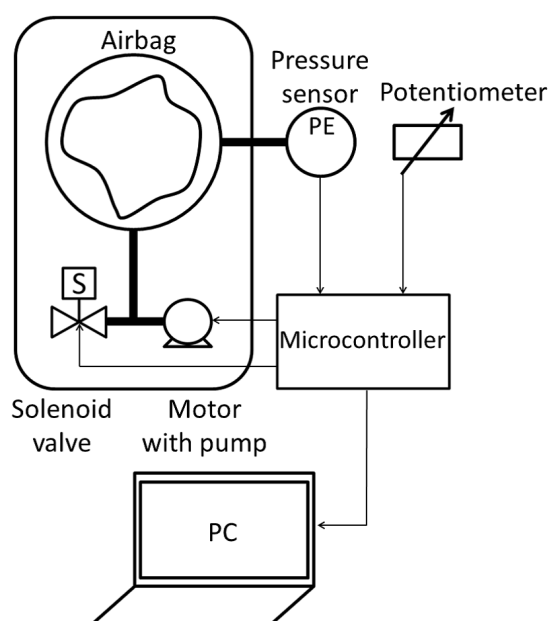 Airbag
Pressure
sensor
PE
Potentiometer
S
Microcontroller
Solenoid
valve
Motor
with pump
PC